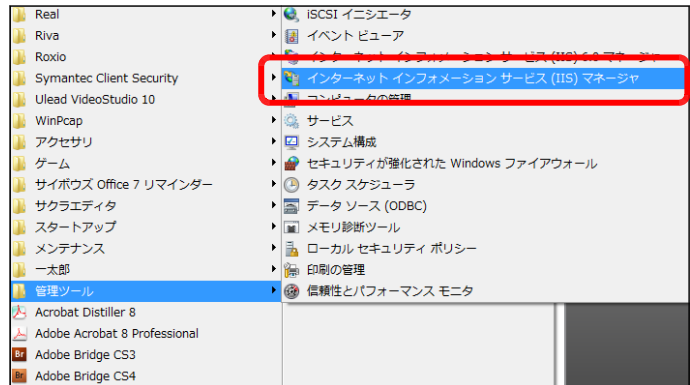 Real
Riva
Roxio
Symantec Client Security
Ulead VideoStudio 10
WinPcap
アクセサリ
ゲーム
サイボウズ Office 7 リマインダー
サクラエディタ
スタートアップ
メンテナンス
一太郎
管理ツール
Acrobat Distiller 8
Adobe Acrobat 8 Professional
Adobe Bridge CS3
Adobe Bridge CS4
iSCSI イニシエータ
イベント ビューア
インターネット インフォメーション サービス (IIS) 6.0 マネージャ
インターネット インフォメーション サービス (IIS) マネージャ
コンピュータの管理
サービス
システム構成
セキュリティが強化された Windows ファイアウォール
タスク スケジューラ
データ ソース (ODBC)
メモリ診断ツール
ローカル セキュリティ ポリシー
印刷の管理
信頼性とパフォーマンス モニタ